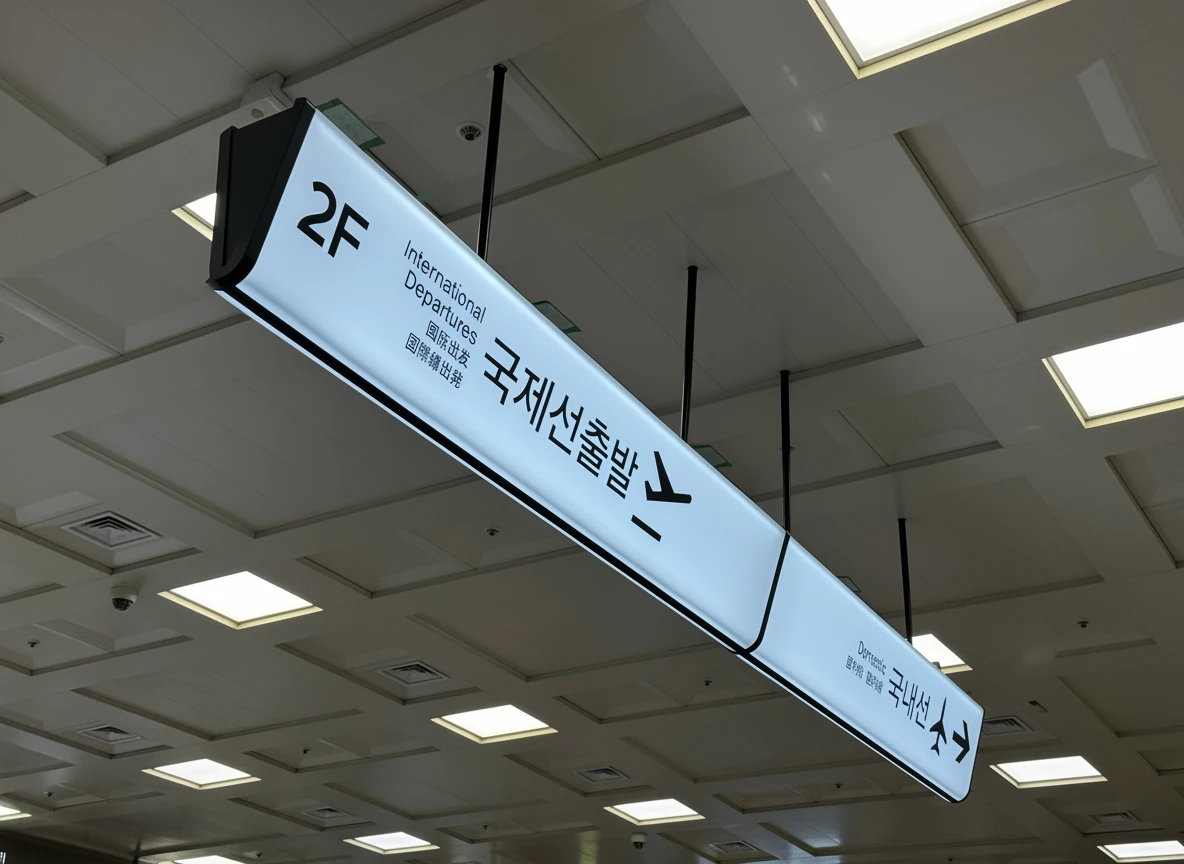 2F
International
Departures
国际出发
国際線出発
국제선출발
국내선